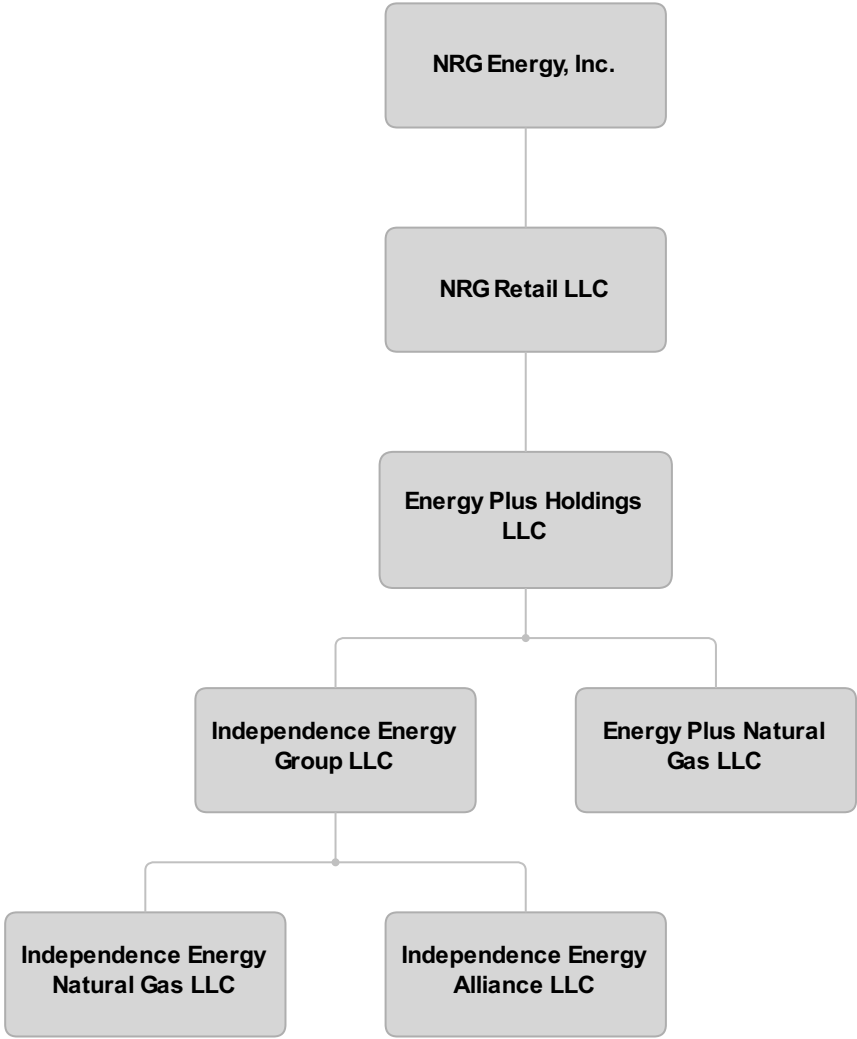 NRG Energy, Inc.
NRG Retail LLC
Energy Plus Holdings
LLC
Independence Energy
Group LLC
Energy Plus Natural
Gas LLC
Independence Energy
Natural Gas LLC
Independence Energy
Alliance LLC